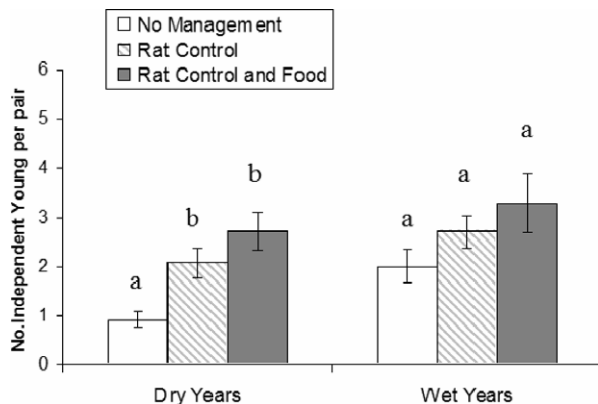 No Management
Rat Control
Rat Control and Food
No.Independent Young per pair
6
5
4
3
2
1
0
a
b
b
a
a
a
Dry Years
Wet Years